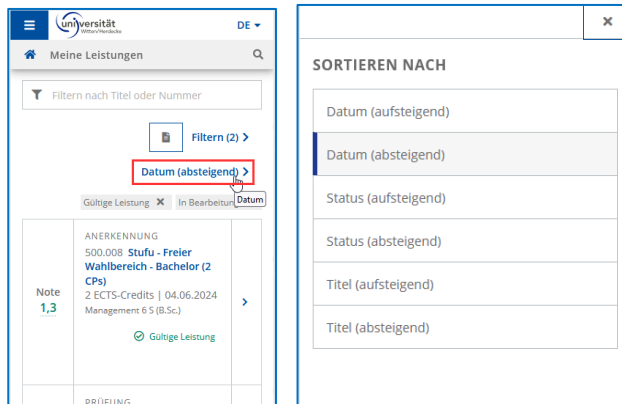 universität
Witten/Herdecke
DE
Meine Leistungen
Filtern nach Titel oder Nummer
Filtern (2)
Datum (absteigend)
Gültige Leistung
In Bearbeitun
Datum
Note
1,3
ANERKENNUNG
500.008 Stufu - Freier
Wahlbereich - Bachelor (2
CPs)
2 ECTS-Credits | 04.06.2024
Management 6 S (B.Sc.)
Gültige Leistung
PRÜFUNG
SORTIEREN NACH
Datum (aufsteigend)
Datum (absteigend)
Status (aufsteigend)
Status (absteigend)
Titel (aufsteigend)
Titel (absteigend)